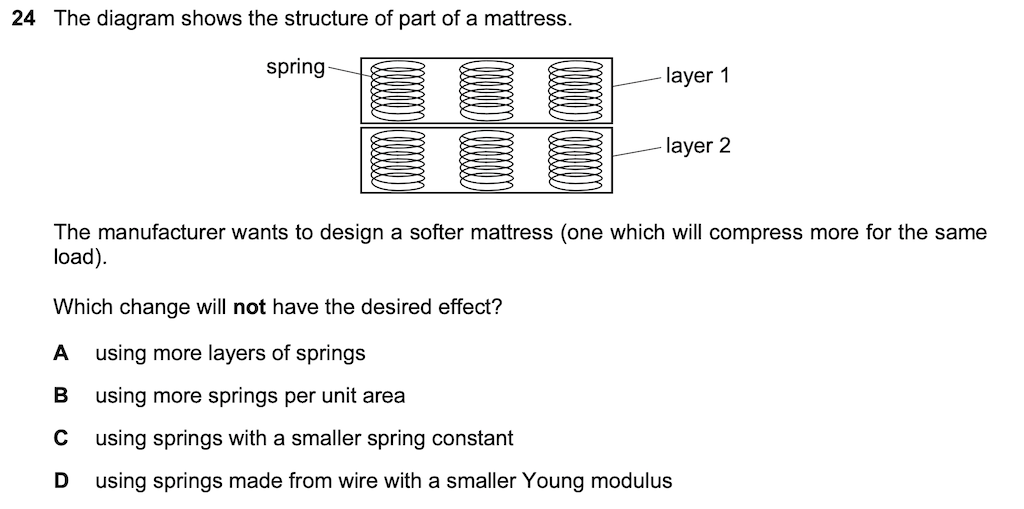 24 The diagram shows the structure of part of a mattress.
spring
layer 1
layer 2
The manufacturer wants to design a softer mattress (one which will compress more for the same
load).
Which change will not have the desired effect?
A using more layers of springs
B using more springs per unit area
C using springs with a smaller spring constant
D using springs made from wire with a smaller Young modulus